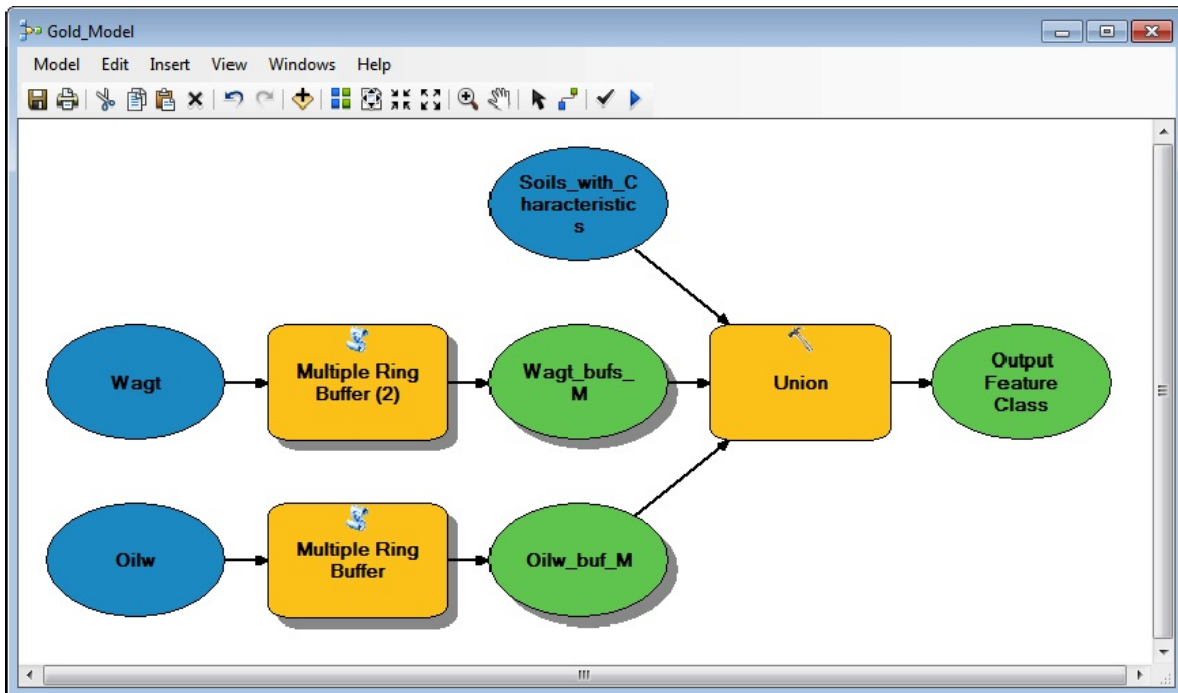 Gold_Model
Model Edit Insert View Windows Help
Soils_with_C
haracteristic
s
Wagt
Multiple Ring
Buffer (2)
Wagt_bufs_
M
Union
Output
Feature
Class
Oilw
Multiple Ring
Buffer
Oilw_buf_M